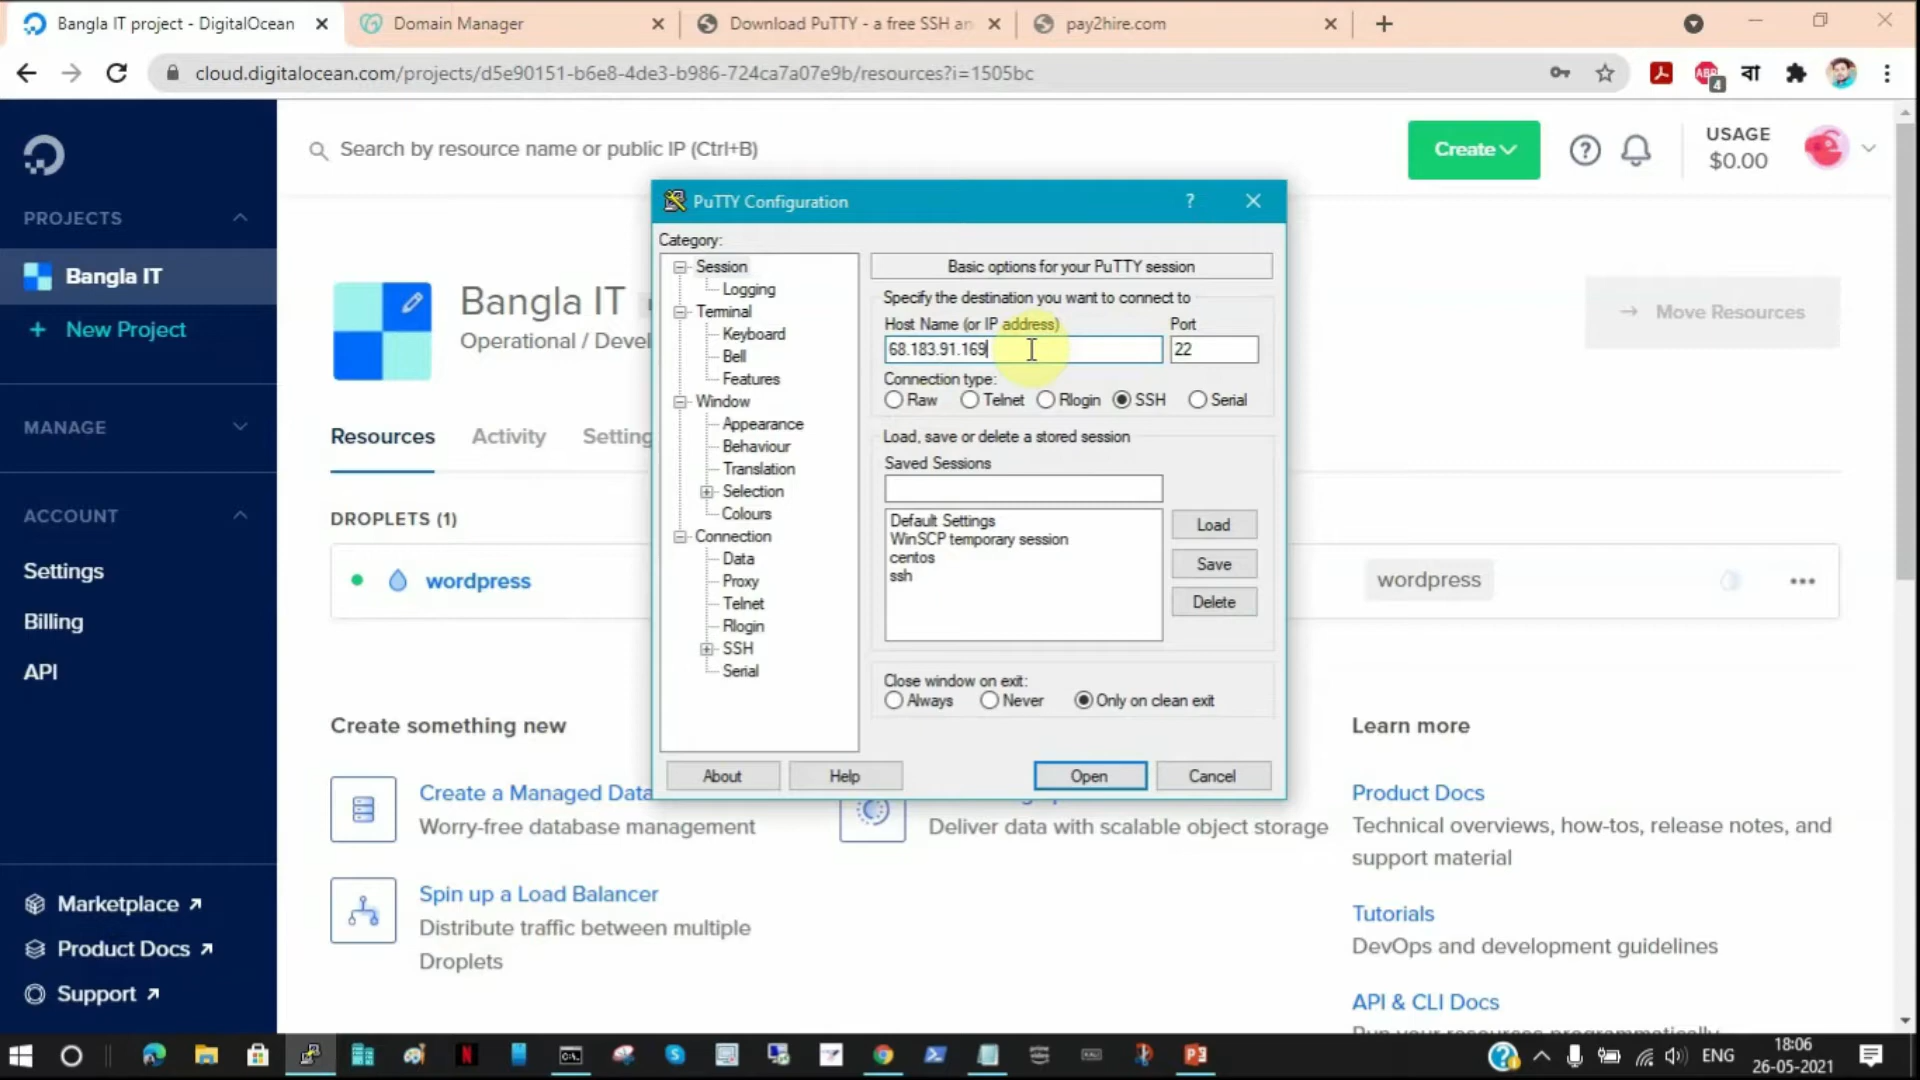 Bangla IT project - DigitalOcean
Domain Manager
Download PuTTY - a free SSH an
pay2hire.com
cloud.digitalocean.com/projects/d5e90151-b6e8-4de3-b986-724ca7a07e9b/resources?i=1505bc
ABP
4
বা
Search by resource name or public IP (Ctrl+B)
Create
USAGE
$0.00
PROJECTS
Bangla IT
New Project
MANAGE
ACCOUNT
Settings
Billing
API
Marketplace
Product Docs
Support
Bangla IT
Operational / Devel
Move Resources
Resources
Activity
Setting
DROPLETS (1)
wordpress
wordpress
Create something new
Create a Managed Data
Worry-free database management
Deliver data with scalable object storage
Spin up a Load Balancer
Distribute traffic between multiple
Droplets
Learn more
Product Docs
Technical overviews, how-tos, release notes, and
support material
Tutorials
DevOps and development guidelines
API & CLI Docs
PuTTY Configuration
?
Category:
Session
Logging
Terminal
Keyboard
Bell
Features
Window
Appearance
Behaviour
Translation
Selection
Colours
Connection
Data
Proxy
Telnet
Rlogin
SSH
Serial
Basic options for your PuTTY session
Specify the destination you want to connect to
Host Name (or IP address)
Port
68.183.91.169
22
Connection type:
Raw
Telnet
Rlogin
SSH
Serial
Load, save or delete a stored session
Saved Sessions
Default Settings
WinSCP temporary session
centos
ssh
Load
Save
Delete
Close window on exit:
Always
Never
Only on clean exit
About
Help
Open
Cancel
ENG
18:06
26-05-2021